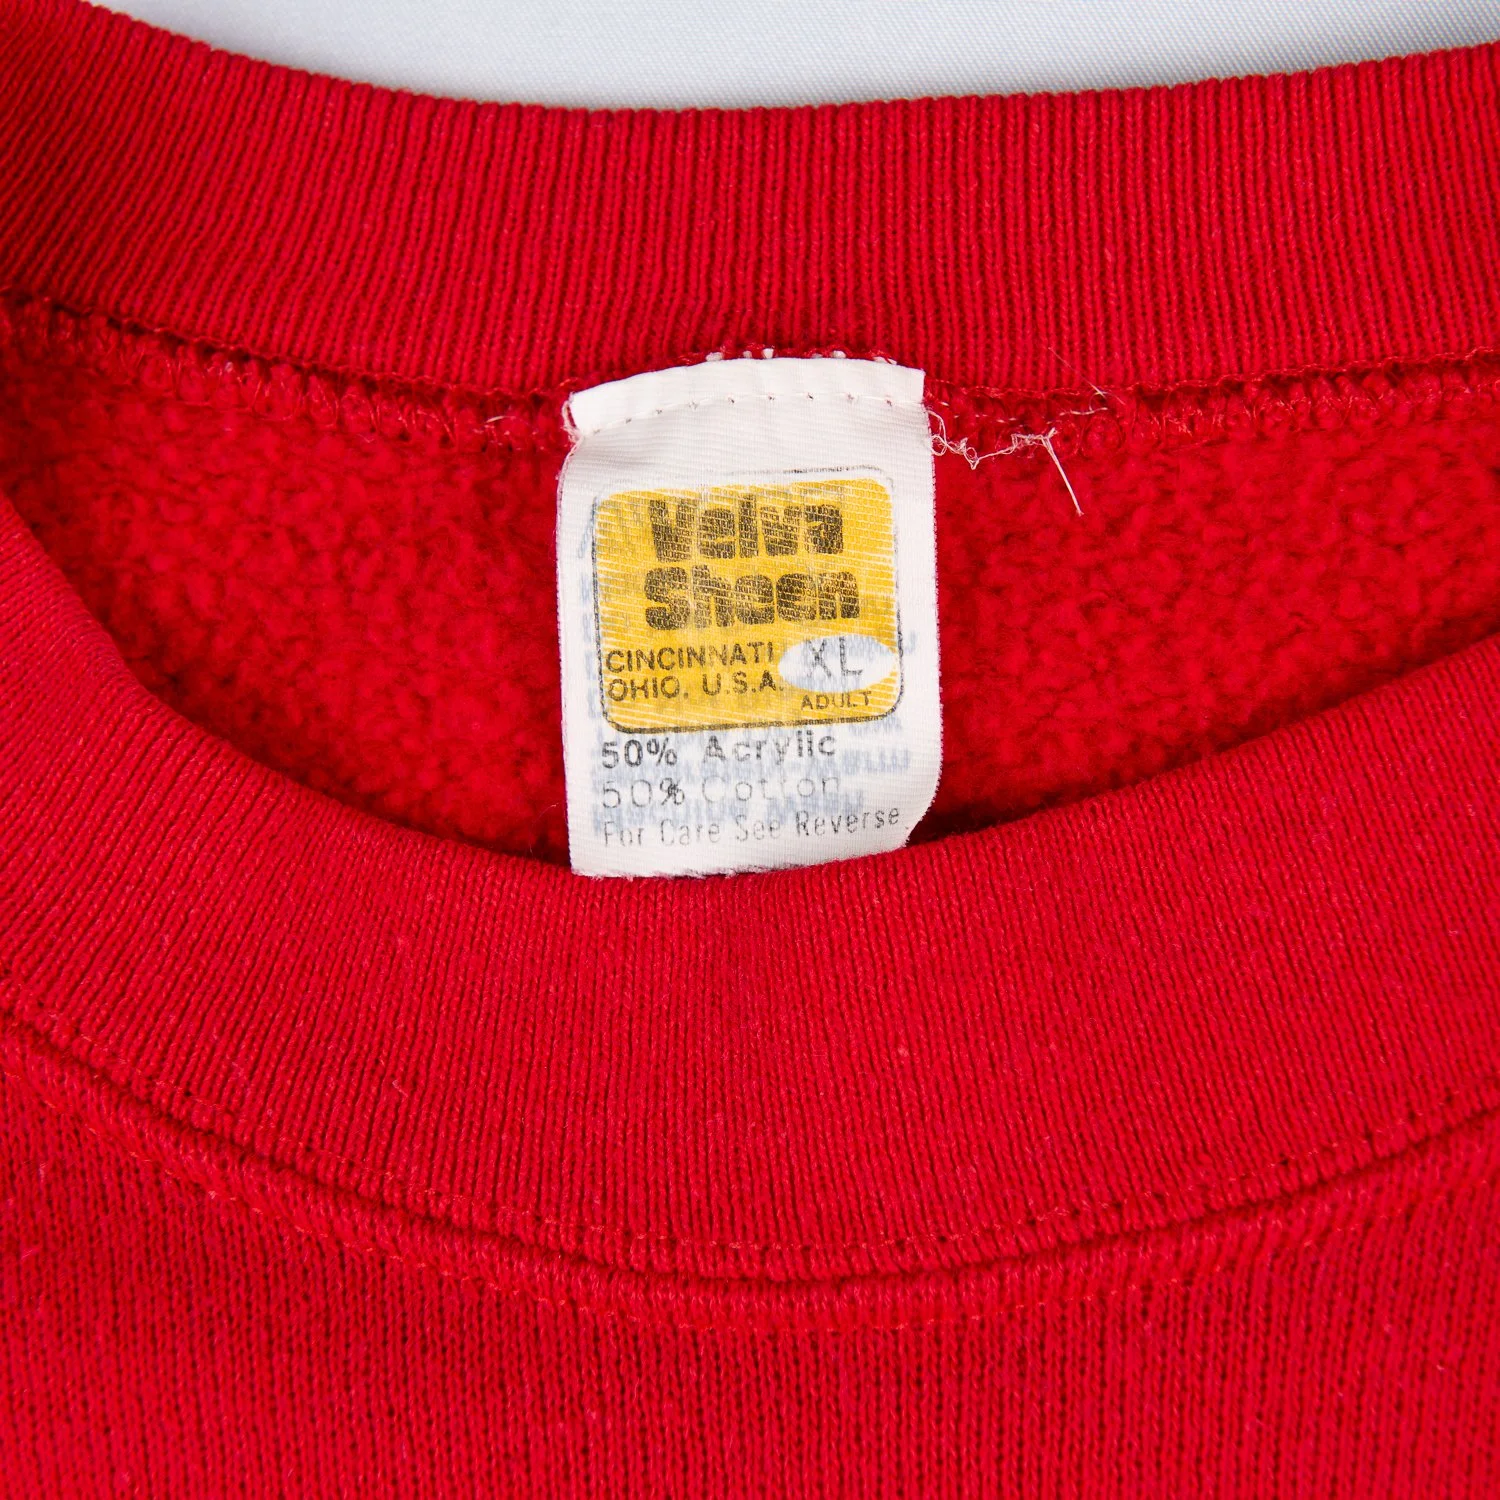 Velva
Sheen
CINCINNATI
OHIO, U.S.A.
XL
ADULT
50% Acrylic
50% Cotton
For Care See Reverse